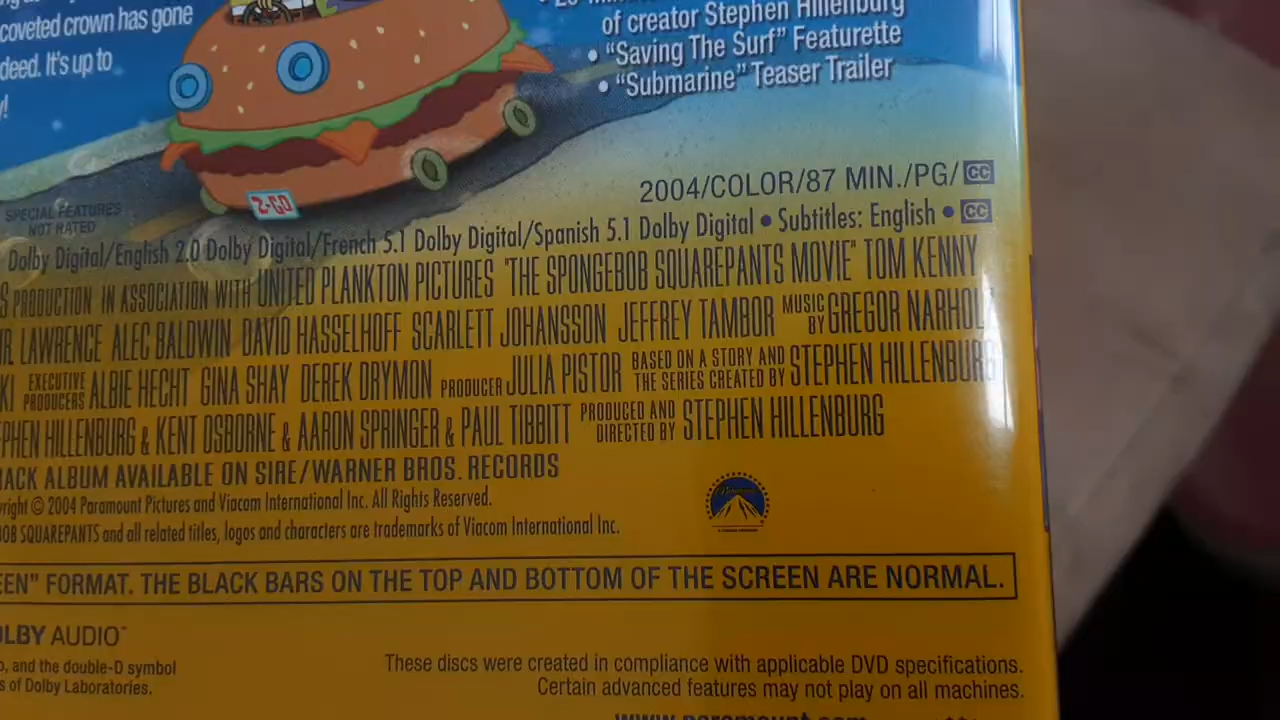 coveted crown has gone
deed. It's up to
y!
of creator Stephen Hillenburg
• "Saving The Surf" Featurette
• "Submarine" Teaser Trailer
2-GO
2004/COLOR/87 MIN./PG/CC
SPECIAL FEATURES
NOT RATED
Dolby Digital/English 2.0 Dolby Digital/French 5.1 Dolby Digital/Spanish 5.1 Dolby Digital • Subtitles: English • CC
S PRODUCTION IN ASSOCIATION WITH UNITED PLANKTON PICTURES "THE SPONGEBOB SQUAREPANTS MOVIE" TOM KENNY
R. LAWRENCE ALEC BALDWIN DAVID HASSELHOFF SCARLETT JOHANSSON JEFFREY TAMBOR MUSIC BY GREGOR NARHOL
KI EXECUTIVE PRODUCERS ALBIE HECHT GINA SHAY DEREK DRYMON PRODUCER JULIA PISTOR BASED ON A STORY AND THE SERIES CREATED BY STEPHEN HILLENBURG
PHEN HILLENBURG & KENT OSBORNE & AARON SPRINGER & PAUL TIBBITT PRODUCED AND DIRECTED BY STEPHEN HILLENBURG
ACK ALBUM AVAILABLE ON SIRE/WARNER BROS. RECORDS
yright © 2004 Paramount Pictures and Viacom International Inc. All Rights Reserved.
OB SQUAREPANTS and all related titles, logos and characters are trademarks of Viacom International Inc.
Paramount
EEN" FORMAT. THE BLACK BARS ON THE TOP AND BOTTOM OF THE SCREEN ARE NORMAL.
OLBY AUDIO™
o, and the double-D symbol
s of Dolby Laboratories.
These discs were created in compliance with applicable DVD specifications.
Certain advanced features may not play on all machines.
www.paramount.com